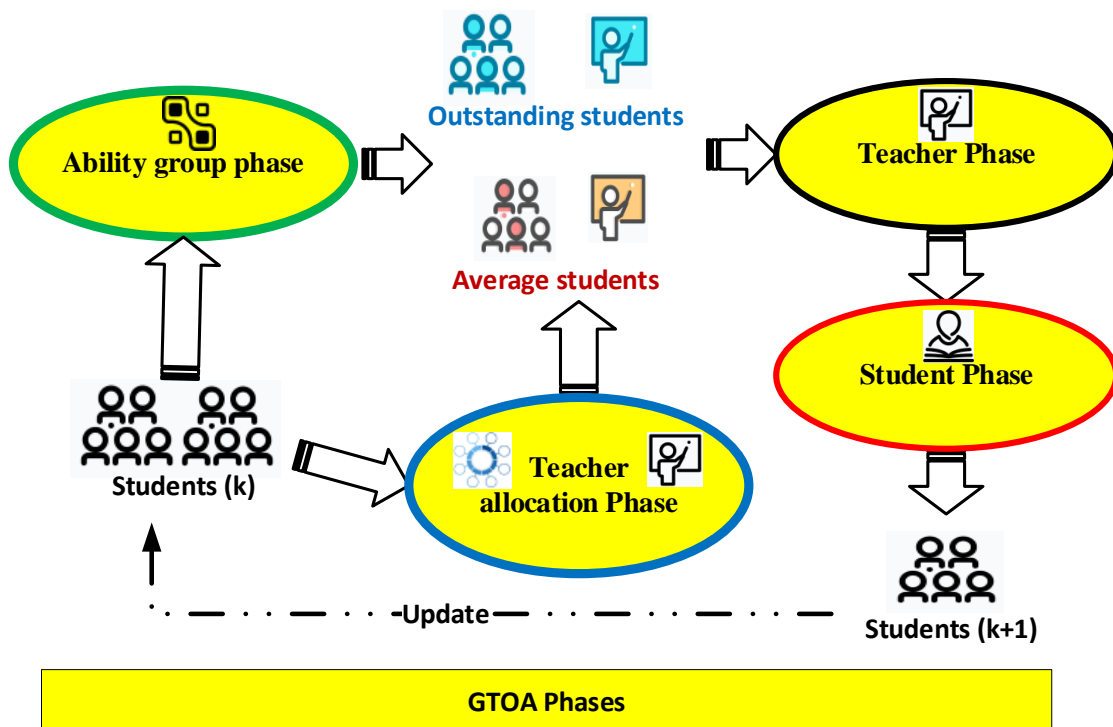 Outstanding students
Ability group phase
Teacher Phase
Average students
Student Phase
Teacher
allocation Phase
Students (k)
Update
Students (k+1)
GTOA Phases